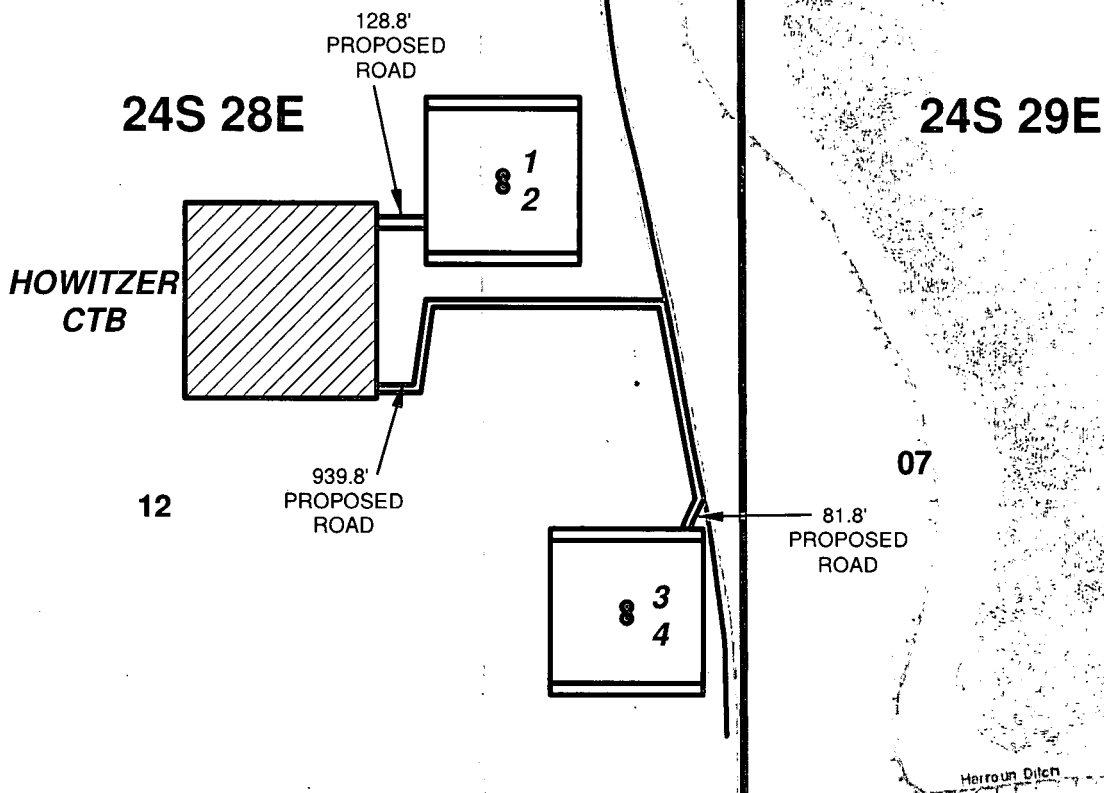 128.8'
PROPOSED
ROAD
24S 28E
24S 29E
1
2
HOWITZER
CTB
939.8'
PROPOSED
ROAD
12
07
81.8'
PROPOSED
ROAD
3
4
Harroun Ditch